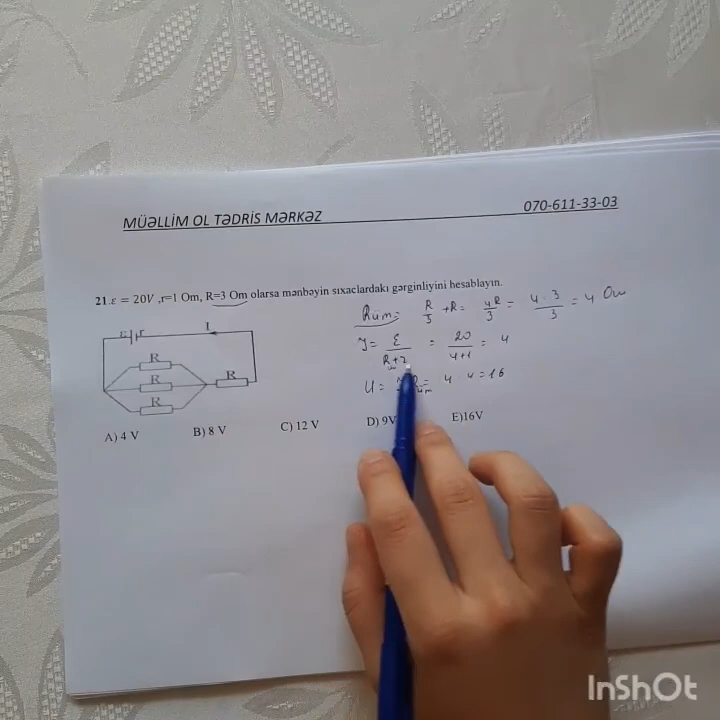 MÜƏLLİM OL TƏDRİS MƏRKƏZ 070-611-33-03
21.ε = 20V ,r=1 Om, R=3 Om olarsa mənbəyin sıxaclardakı gərginliyini hesablayın.
Rüm= R/3 +R= 4R/3 = 4·3/3 = 4 Om
J= ε/R+r = 20/4+1 = 4
U= 4·4=16
ε r I
R
R R
R
A) 4 V B) 8 V C) 12 V D) 9V E)16V
InShOt